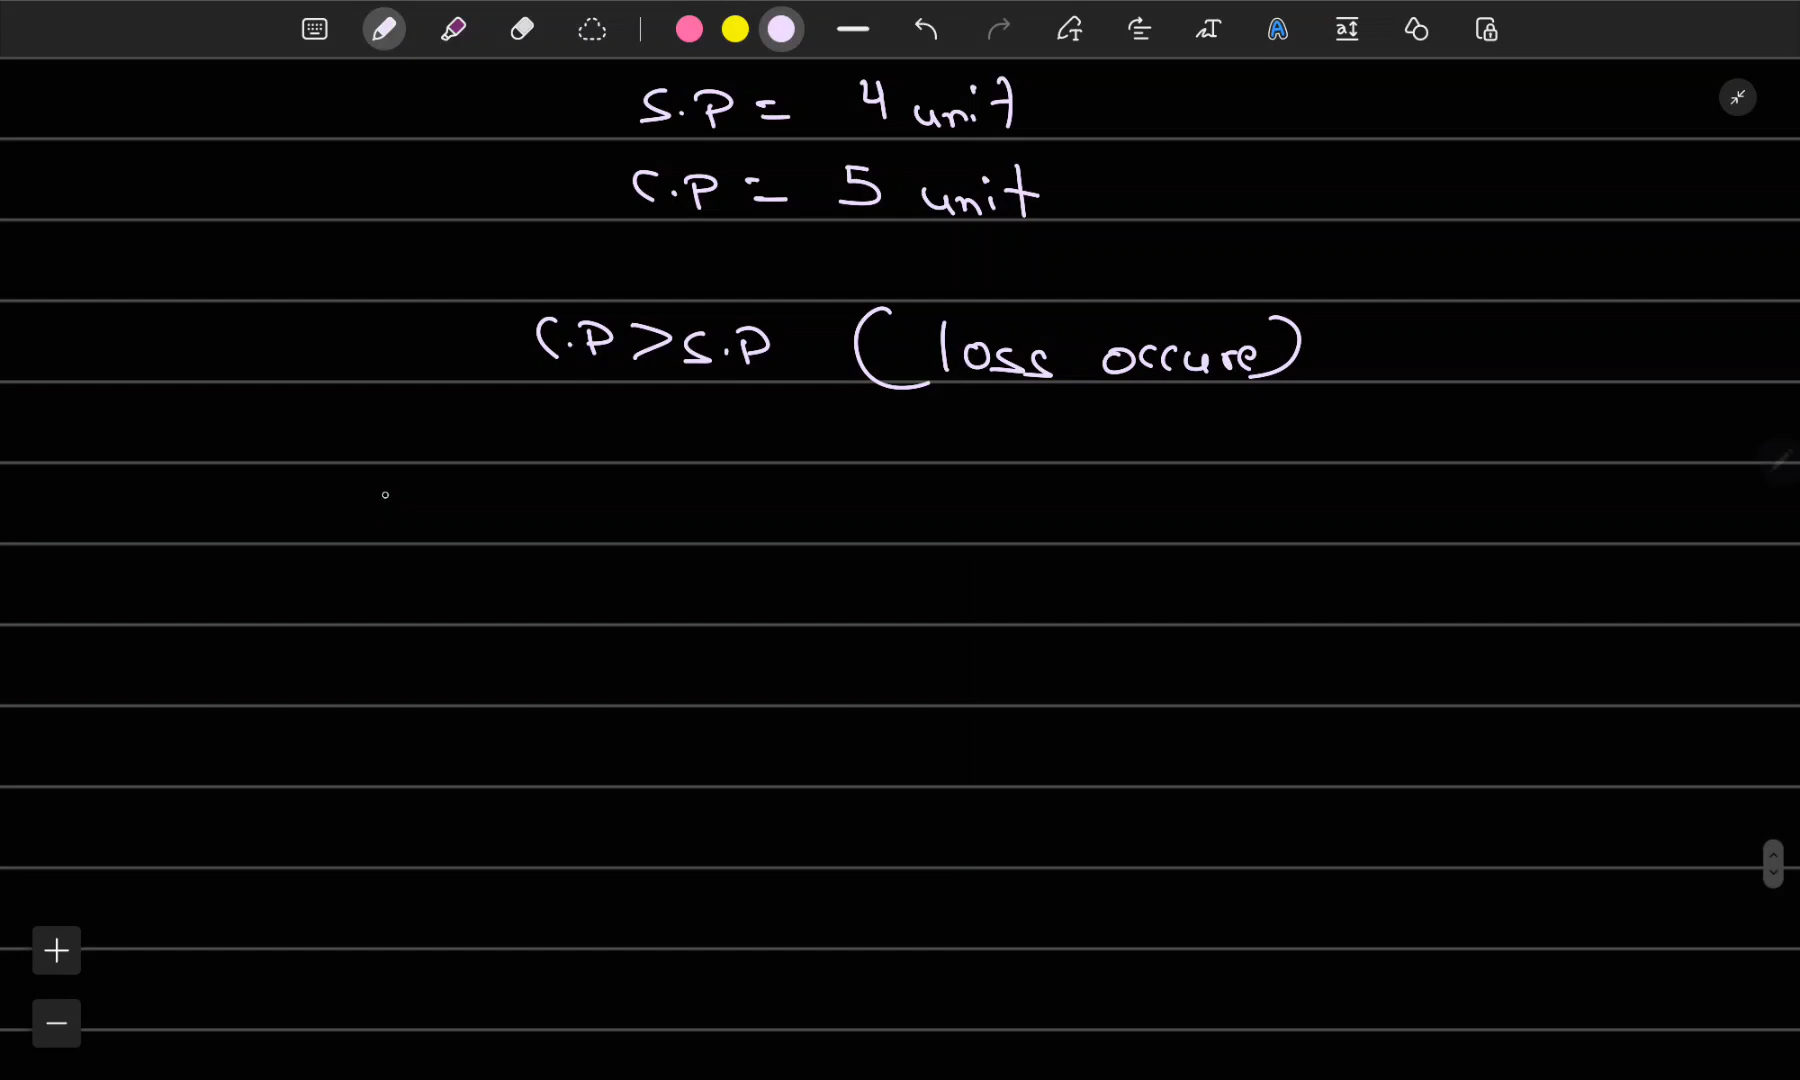 S.P = 4 unit
C.P = 5 unit
C.P > S.P (loss occure)